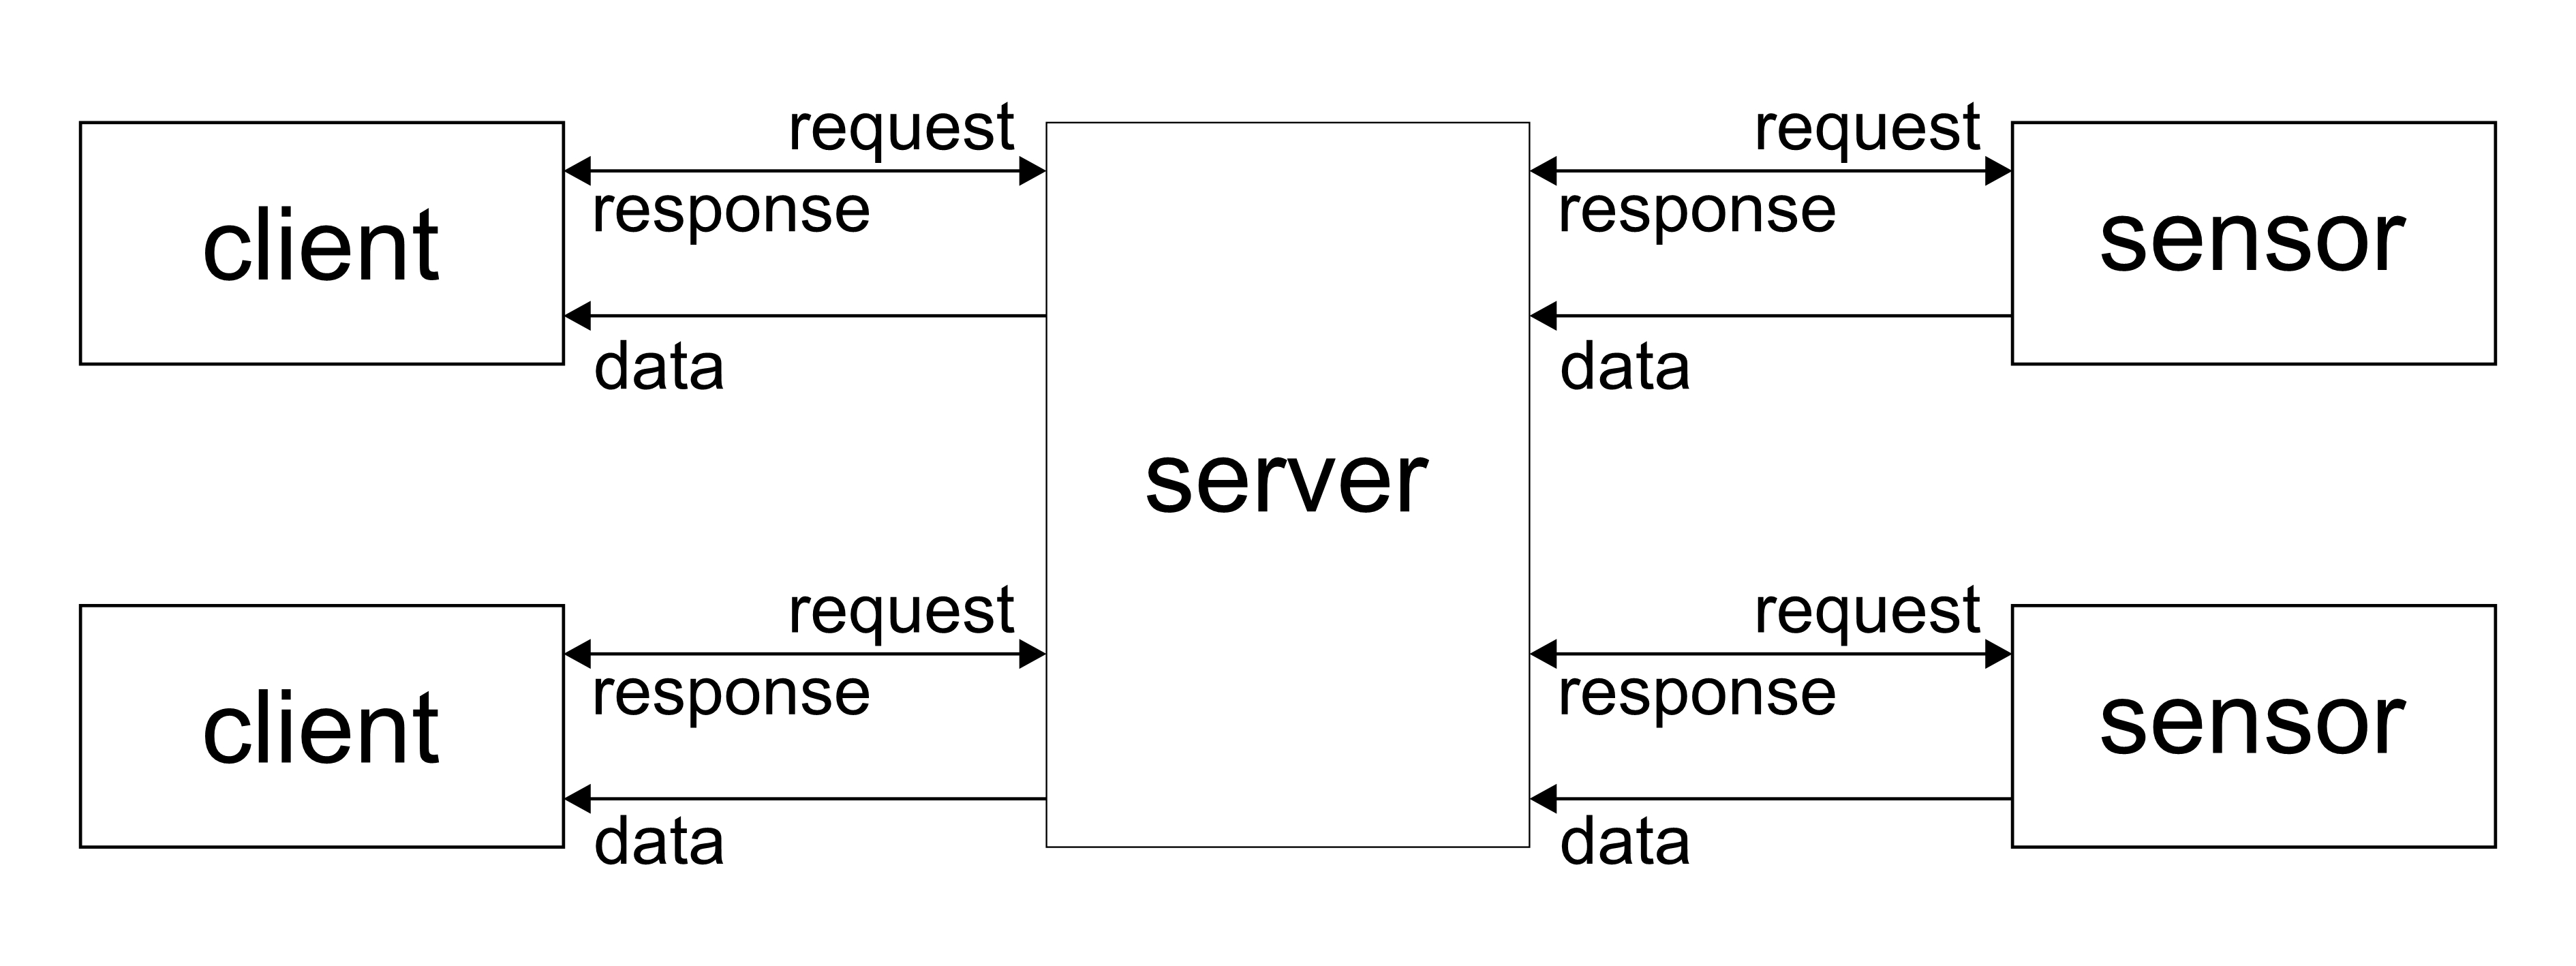 request
request
response
response
client
sensor
data
data
server
request
request
response
response
client
sensor
data
data